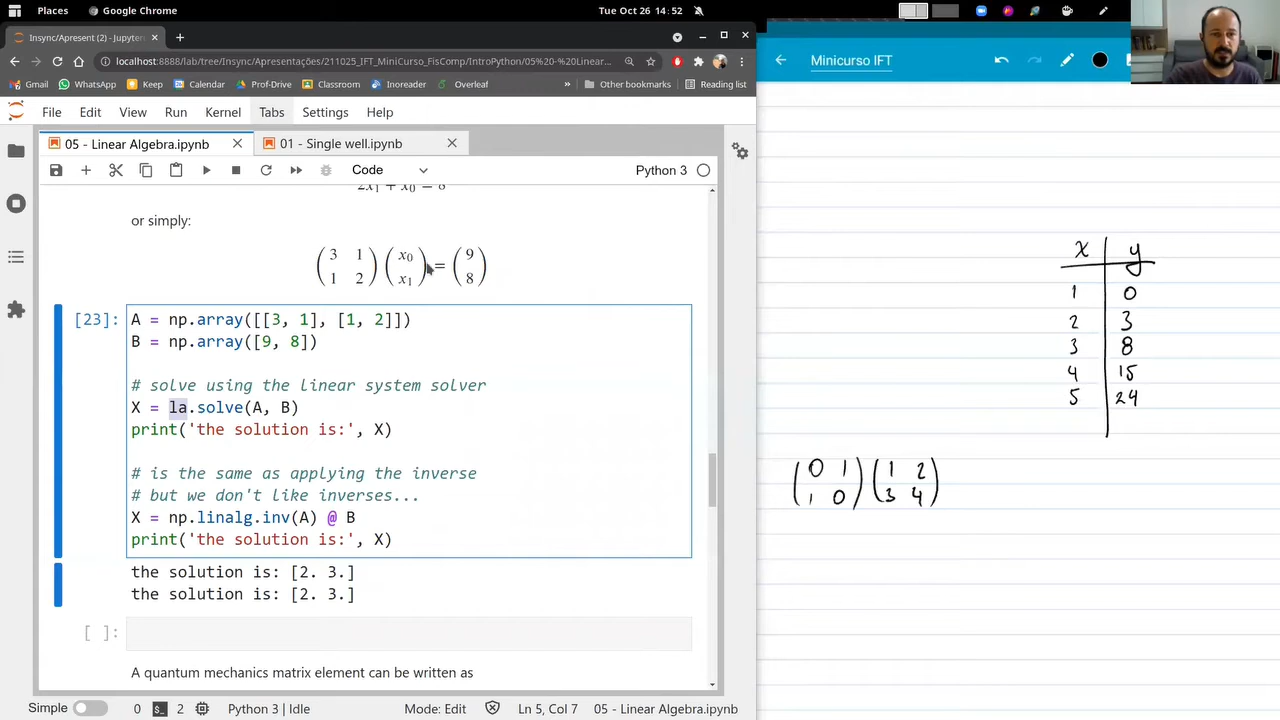 Places
Google Chrome
Tue Oct 26 14:52
Insync/Apresent (2) - Jupyter
localhost:8888/lab/tree/Insync/Apresentações/211025_IFT_MiniCurso_FisComp/IntroPython/05%20-%20Linear...
Gmail
WhatsApp
Keep
Calendar
Prof-Drive
Classroom
Inoreader
Overleaf
»
Other bookmarks
Reading list
File Edit View Run Kernel Tabs Settings Help
05 - Linear Algebra.ipynb
01 - Single well.ipynb
Code
Python 3
2x1 + x0 = 8
or simply:
( 3 1 ) ( x0 ) = ( 9 )
( 1 2 ) ( x1 ) ( 8 )
[23]: A = np.array([[3, 1], [1, 2]])
B = np.array([9, 8])
# solve using the linear system solver
X = la.solve(A, B)
print('the solution is:', X)
# is the same as applying the inverse
# but we don't like inverses...
X = np.linalg.inv(A) @ B
print('the solution is:', X)
the solution is: [2. 3.]
the solution is: [2. 3.]
[ ]:
A quantum mechanics matrix element can be written as
Simple 0 2 Python 3 | Idle Mode: Edit Ln 5, Col 7 05 - Linear Algebra.ipynb
Minicurso IFT
x y
1 0
2 3
3 8
4 15
5 24
( 0 1 ) ( 1 2 )
( 1 0 ) ( 3 4 )